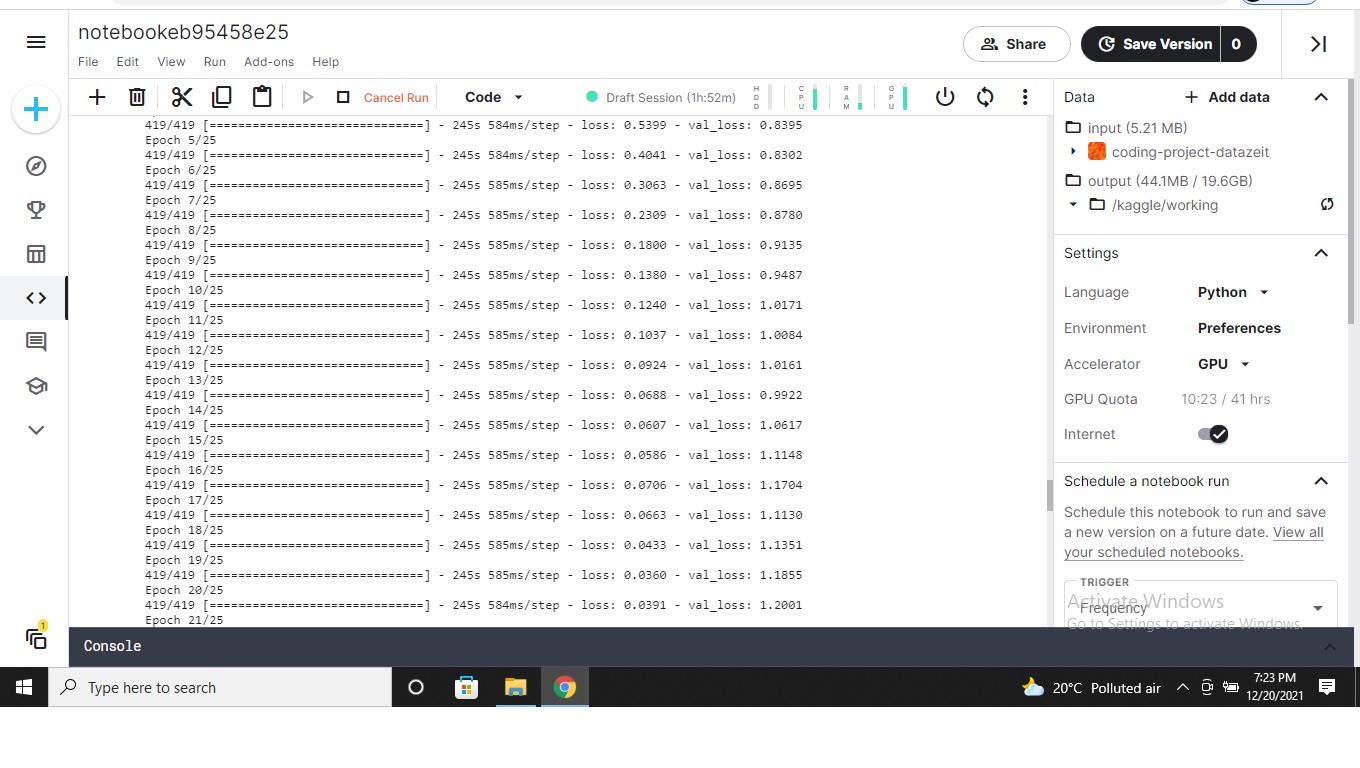 notebookeb95458e25
File Edit View Run Add-ons Help
Share
Save Version 0
Cancel Run
Code
Draft Session (1h:52m)
HDD
CPU
RAM
GPU
419/419 [==============================] - 245s 584ms/step - loss: 0.5399 - val_loss: 0.8395
Epoch 5/25
419/419 [==============================] - 245s 584ms/step - loss: 0.4041 - val_loss: 0.8302
Epoch 6/25
419/419 [==============================] - 245s 585ms/step - loss: 0.3063 - val_loss: 0.8695
Epoch 7/25
419/419 [==============================] - 245s 585ms/step - loss: 0.2309 - val_loss: 0.8780
Epoch 8/25
419/419 [==============================] - 245s 585ms/step - loss: 0.1800 - val_loss: 0.9135
Epoch 9/25
419/419 [==============================] - 245s 585ms/step - loss: 0.1380 - val_loss: 0.9487
Epoch 10/25
419/419 [==============================] - 245s 585ms/step - loss: 0.1240 - val_loss: 1.0171
Epoch 11/25
419/419 [==============================] - 245s 585ms/step - loss: 0.1037 - val_loss: 1.0084
Epoch 12/25
419/419 [==============================] - 245s 585ms/step - loss: 0.0924 - val_loss: 1.0161
Epoch 13/25
419/419 [==============================] - 245s 585ms/step - loss: 0.0688 - val_loss: 0.9922
Epoch 14/25
419/419 [==============================] - 245s 585ms/step - loss: 0.0607 - val_loss: 1.0617
Epoch 15/25
419/419 [==============================] - 245s 585ms/step - loss: 0.0586 - val_loss: 1.1148
Epoch 16/25
419/419 [==============================] - 245s 585ms/step - loss: 0.0706 - val_loss: 1.1704
Epoch 17/25
419/419 [==============================] - 245s 585ms/step - loss: 0.0663 - val_loss: 1.1130
Epoch 18/25
419/419 [==============================] - 245s 585ms/step - loss: 0.0433 - val_loss: 1.1351
Epoch 19/25
419/419 [==============================] - 245s 585ms/step - loss: 0.0360 - val_loss: 1.1855
Epoch 20/25
419/419 [==============================] - 245s 584ms/step - loss: 0.0391 - val_loss: 1.2001
Epoch 21/25
Data + Add data
input (5.21 MB)
coding-project-datazeit
output (44.1MB / 19.6GB)
/kaggle/working
Settings
Language Python
Environment Preferences
Accelerator GPU
GPU Quota 10:23 / 41 hrs
Internet
Schedule a notebook run
Schedule this notebook to run and save
a new version on a future date. View all
your scheduled notebooks.
TRIGGER
Frequency
Activate Windows
Go to Settings to activate Windows.
1
Console
Type here to search
20°C Polluted air
7:23 PM
12/20/2021